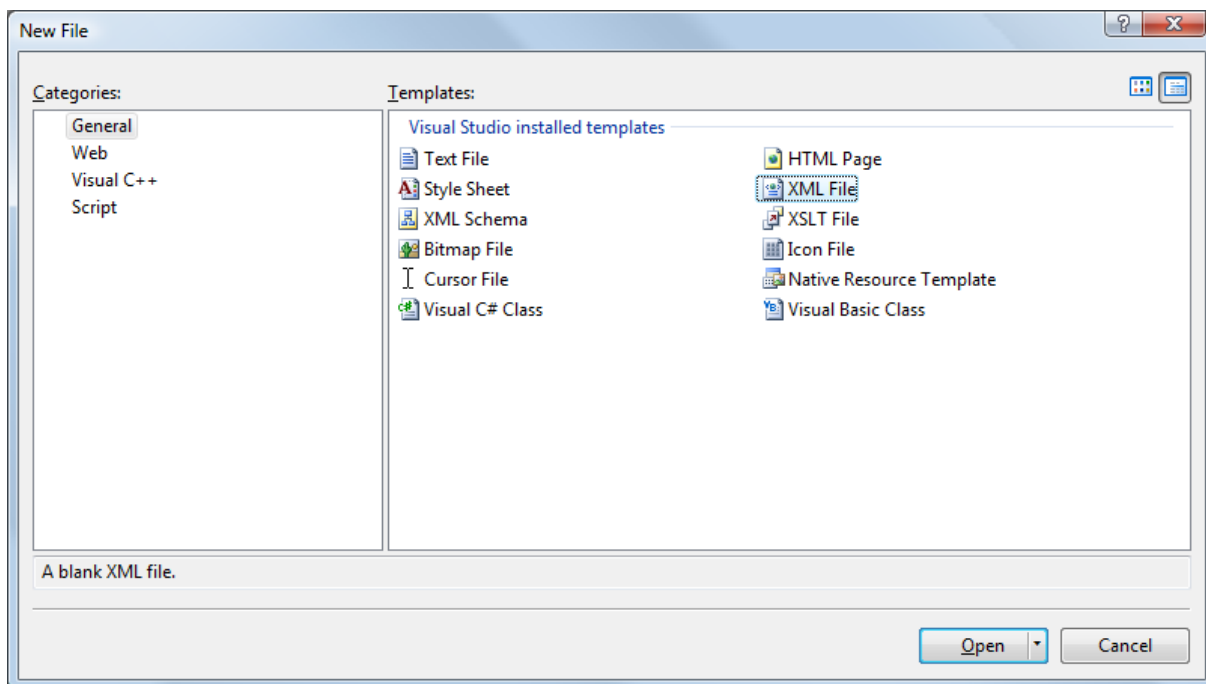 New File
Categories:
Templates:
General
Web
Visual C++
Script
Visual Studio installed templates
Text File
HTML Page
Style Sheet
XML File
XML Schema
XSLT File
Bitmap File
Icon File
Cursor File
Native Resource Template
Visual C# Class
Visual Basic Class
A blank XML file.
Open
Cancel